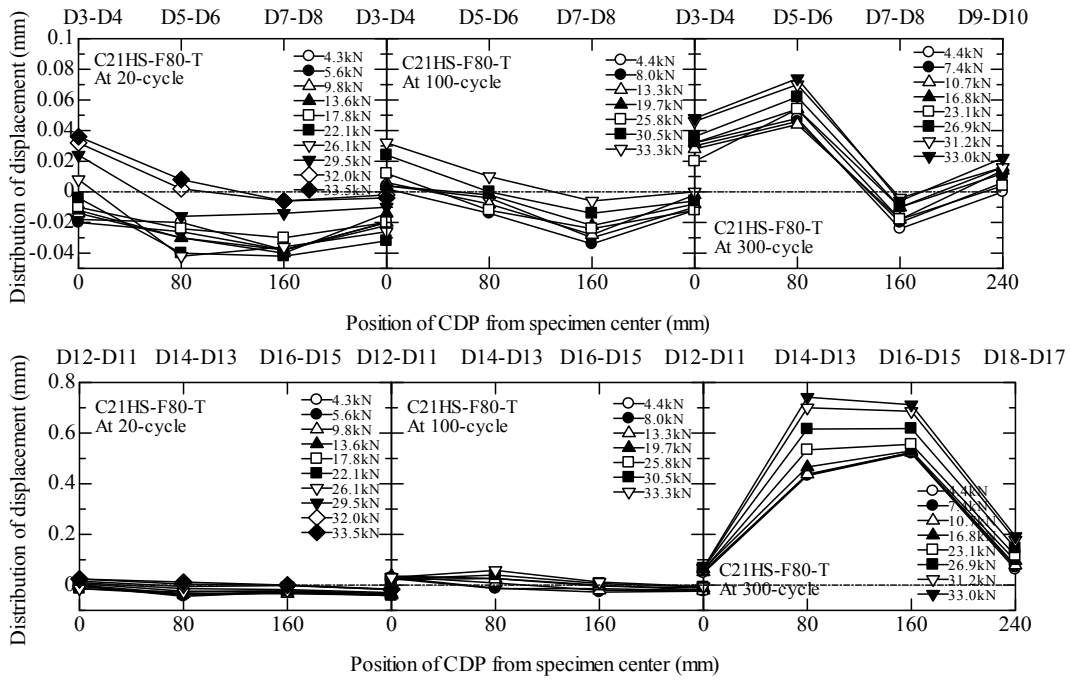 D3-D4 D5-D6 D7-D8 D3-D4 D5-D6 D7-D8 D3-D4 D5-D6 D7-D8 D9-D10
Distribution of displacement (mm)
0.1
0.08
0.06
0.04
0.02
0
-0.02
-0.04
C21HS-F80-T
At 20-cycle
4.3kN
5.6kN
9.8kN
13.6kN
17.8kN
22.1kN
26.1kN
29.5kN
32.0kN
33.5kN
C21HS-F80-T
At 100-cycle
4.4kN
8.0kN
13.3kN
19.7kN
25.8kN
30.5kN
33.3kN
4.4kN
7.4kN
10.7kN
16.8kN
23.1kN
26.9kN
31.2kN
33.0kN
C21HS-F80-T
At 300-cycle
0 80 160 0 80 160 0 80 160 240
Position of CDP from specimen center (mm)
D12-D11 D14-D13 D16-D15 D12-D11 D14-D13 D16-D15 D12-D11 D14-D13 D16-D15 D18-D17
Distribution of displacement (mm)
0.8
0.6
0.4
0.2
0
C21HS-F80-T
At 20-cycle
4.3kN
5.6kN
9.8kN
13.6kN
17.8kN
22.1kN
26.1kN
29.5kN
32.0kN
33.5kN
C21HS-F80-T
At 100-cycle
4.4kN
8.0kN
13.3kN
19.7kN
25.8kN
30.5kN
33.3kN
4.4kN
7.4kN
10.7kN
16.8kN
23.1kN
26.9kN
31.2kN
33.0kN
C21HS-F80-T
At 300-cycle
0 80 160 0 80 160 0 80 160 240
Position of CDP from specimen center (mm)